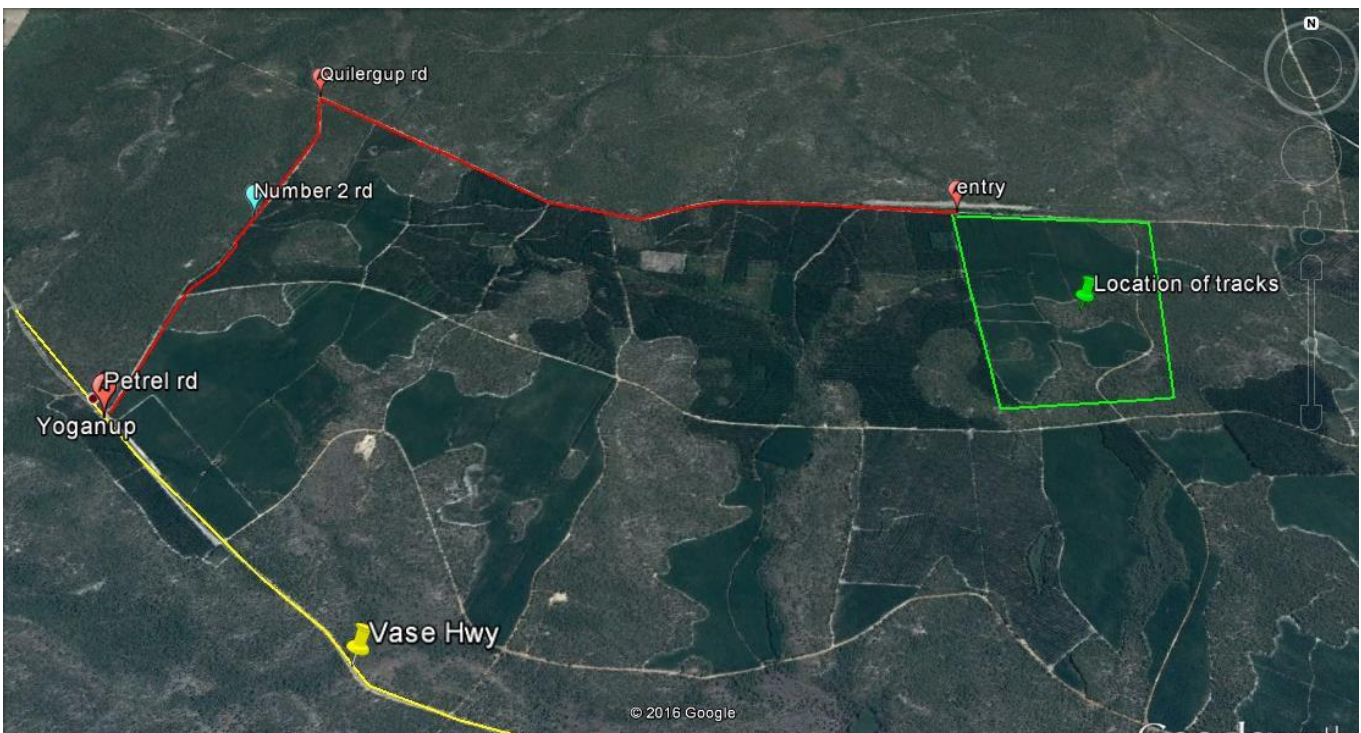 N
Quilergup rd
Number 2 rd
entry
Location of tracks
Petrel rd
Yoganup
Vase Hwy
© 2016 Google